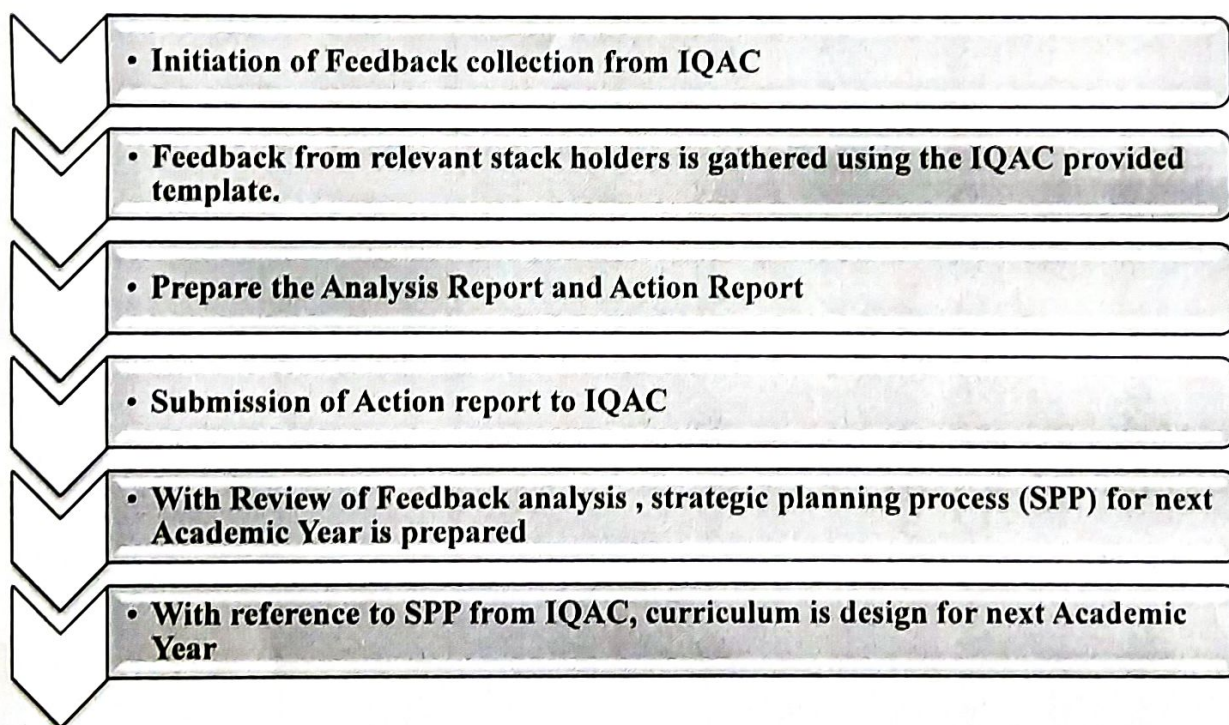 • Initiation of Feedback collection from IQAC
• Feedback from relevant stack holders is gathered using the IQAC provided
template.
• Prepare the Analysis Report and Action Report
• Submission of Action report to IQAC
• With Review of Feedback analysis , strategic planning process (SPP) for next
Academic Year is prepared
• With reference to SPP from IQAC, curriculum is design for next Academic
Year